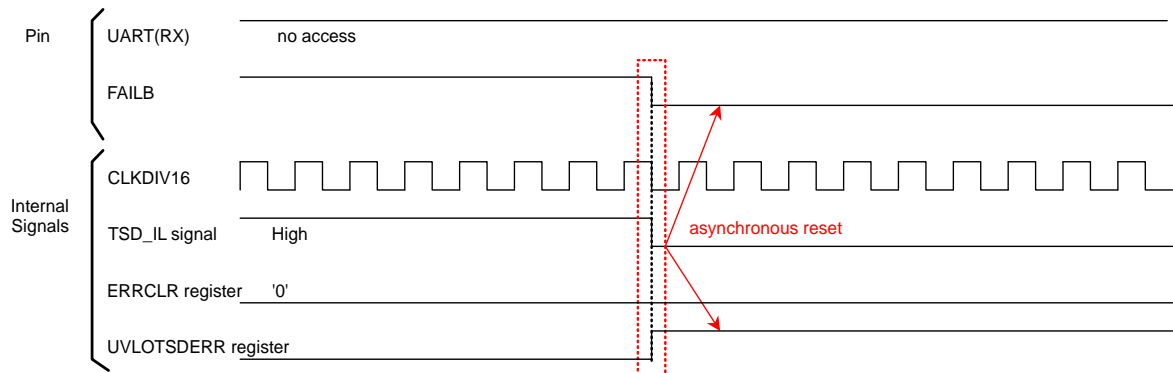 Pin
UART(RX) no access
FAILB
CLKDIV16
Internal
Signals
TSD_IL signal High
asynchronous reset
ERRCLR register '0'
UVLOTSDERR register